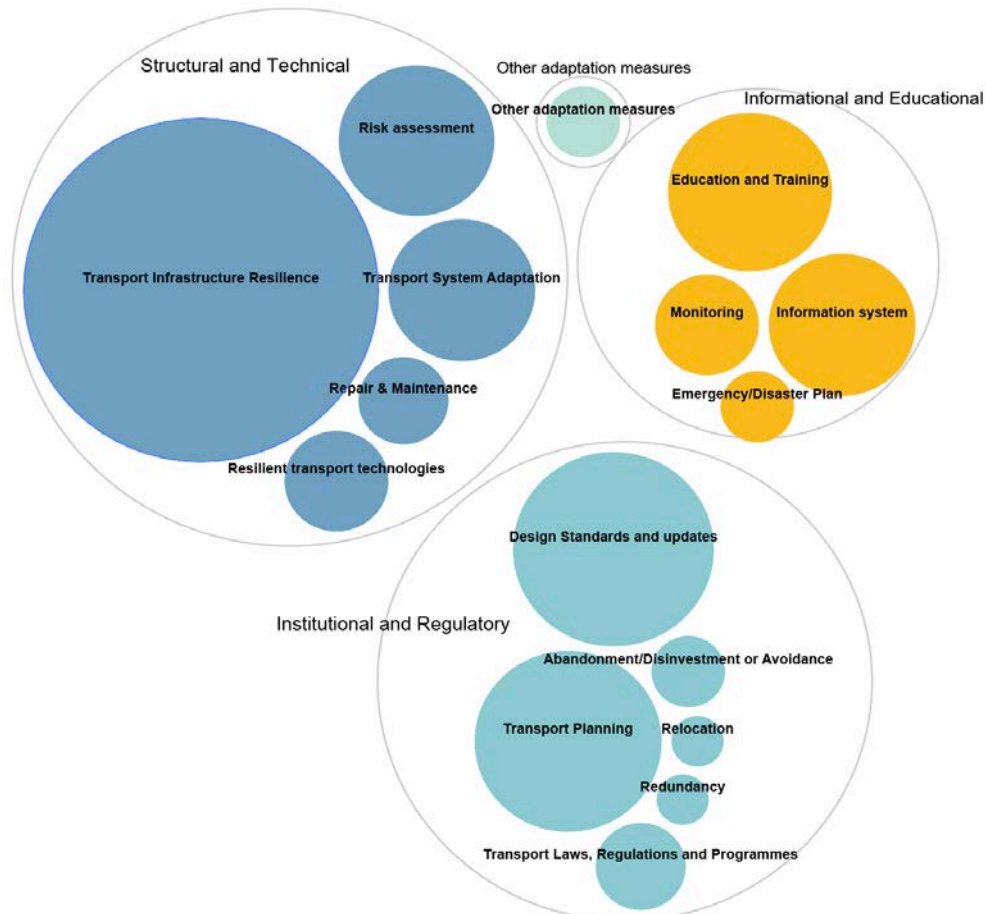 Structural and Technical
Risk assessment
Transport Infrastructure Resilience
Transport System Adaptation
Repair & Maintenance
Resilient transport technologies
Other adaptation measures
Other adaptation measures
Informational and Educational
Education and Training
Monitoring
Information system
Emergency/Disaster Plan
Institutional and Regulatory
Design Standards and updates
Abandonment/Disinvestment or Avoidance
Transport Planning
Relocation
Redundancy
Transport Laws, Regulations and Programmes